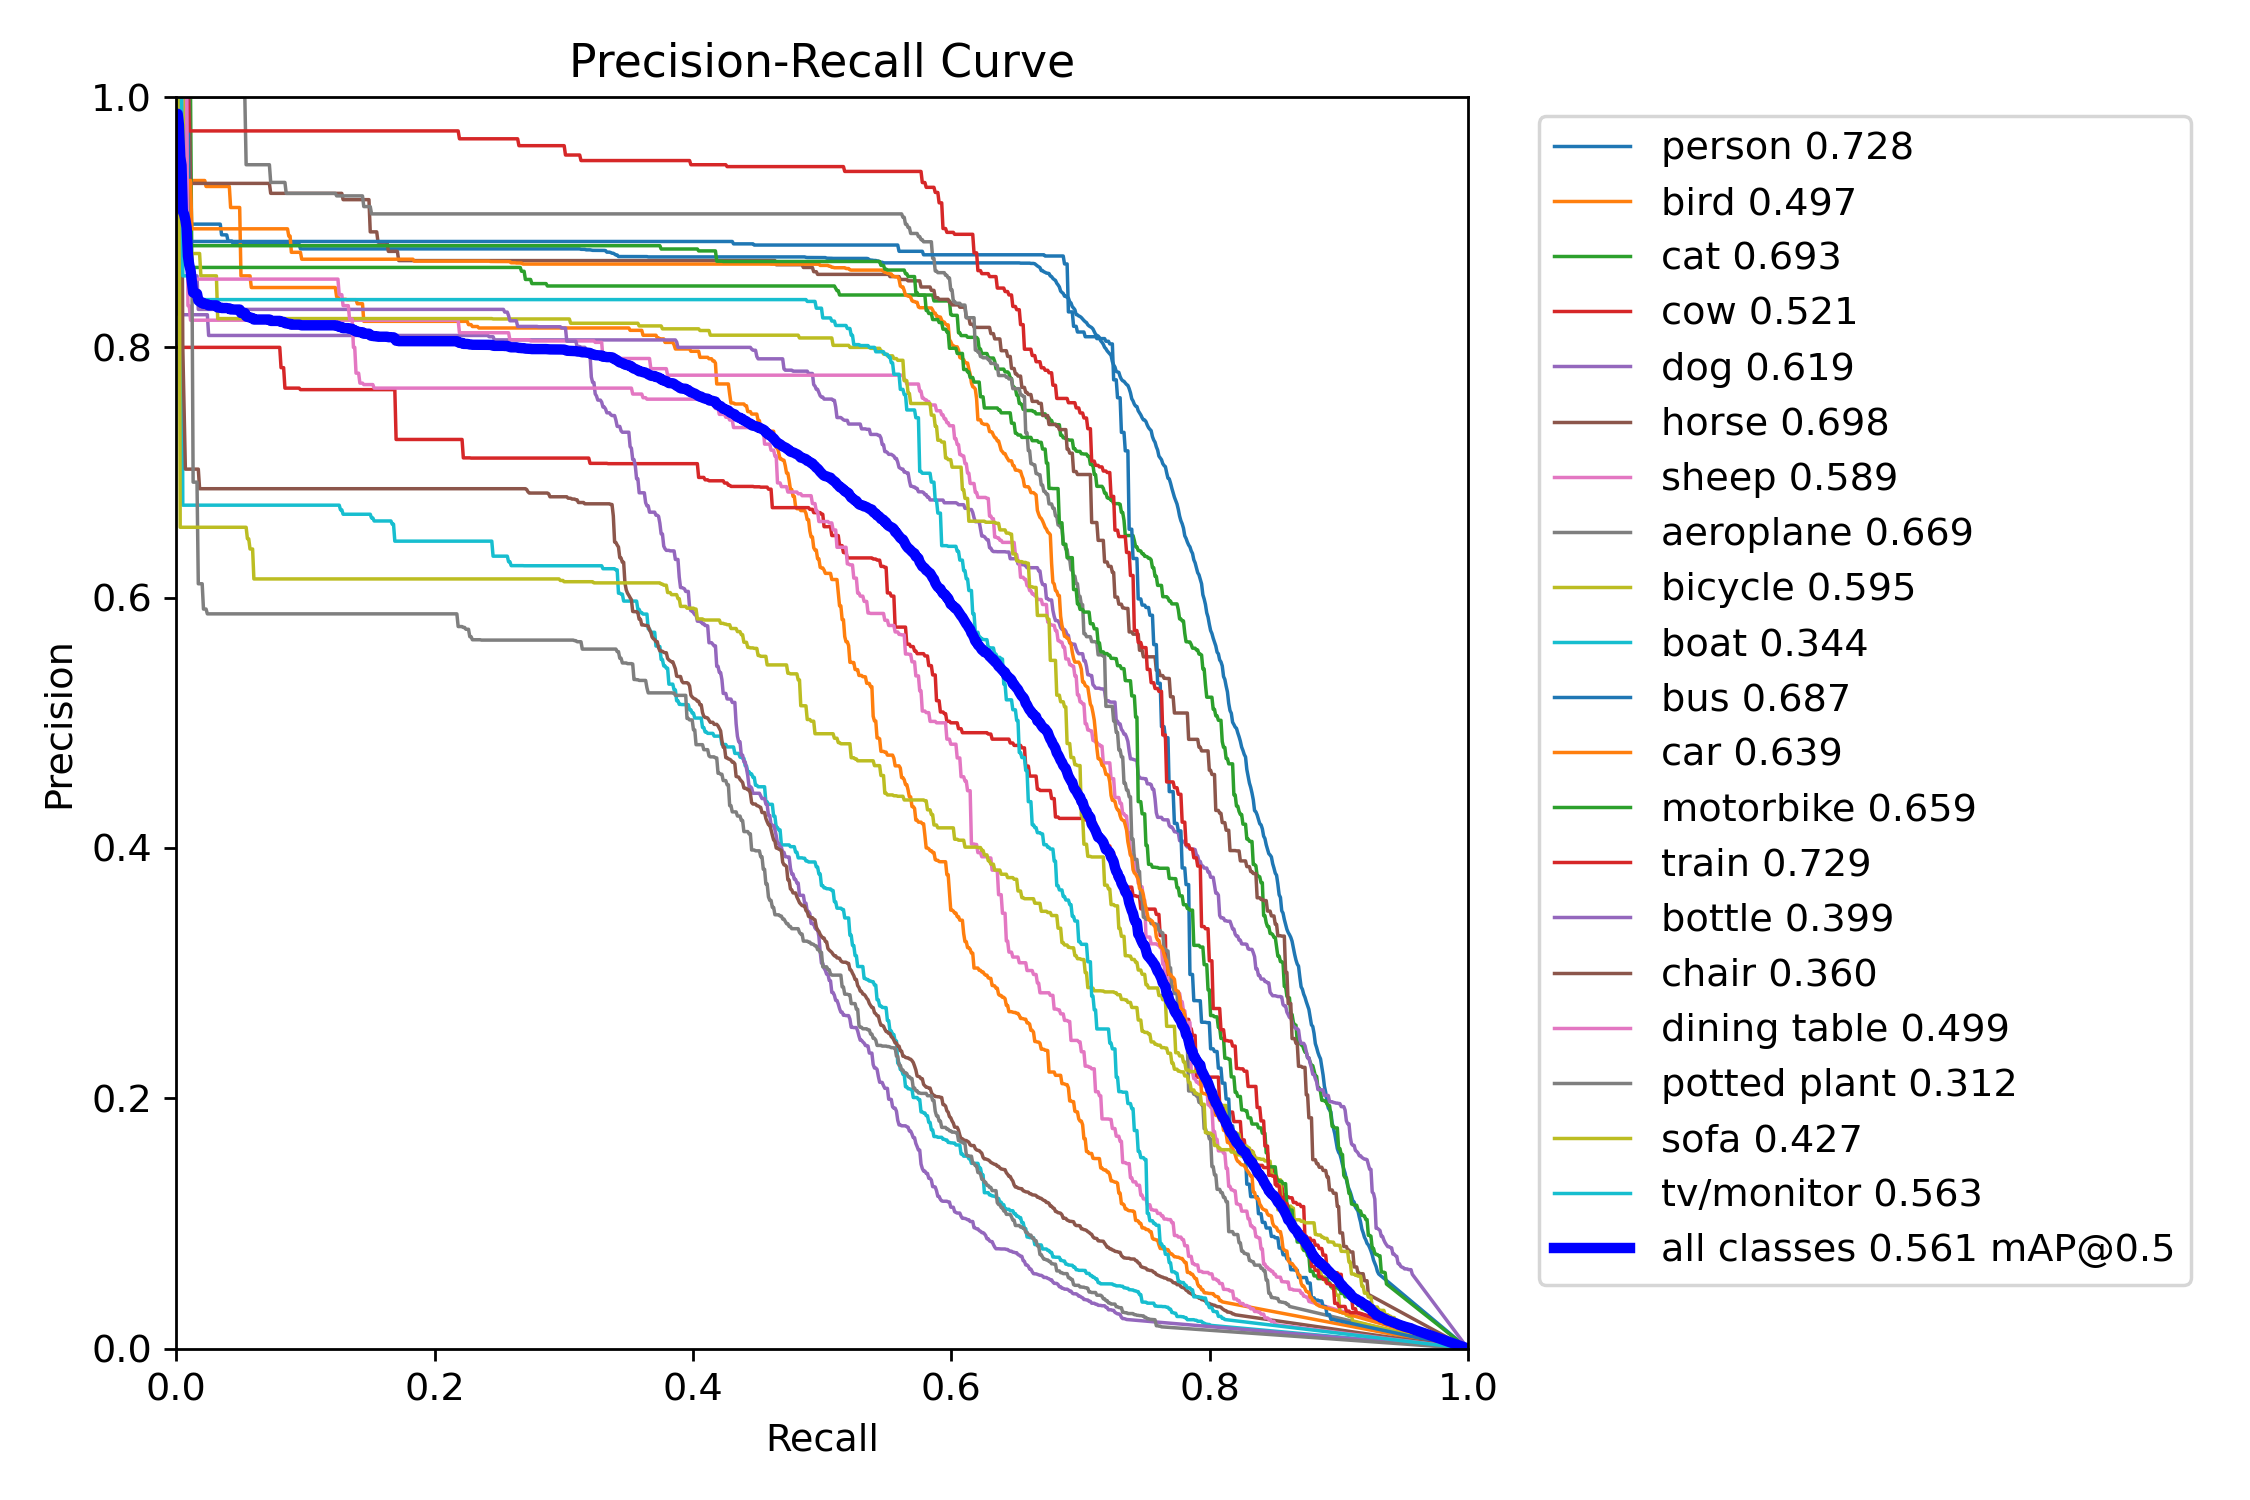 Precision-Recall Curve
1.0
0.8
0.6
0.4
0.2
0.0
Precision
0.0 0.2 0.4 0.6 0.8 1.0
Recall
person 0.728
bird 0.497
cat 0.693
cow 0.521
dog 0.619
horse 0.698
sheep 0.589
aeroplane 0.669
bicycle 0.595
boat 0.344
bus 0.687
car 0.639
motorbike 0.659
train 0.729
bottle 0.399
chair 0.360
dining table 0.499
potted plant 0.312
sofa 0.427
tv/monitor 0.563
all classes 0.561 mAP@0.5